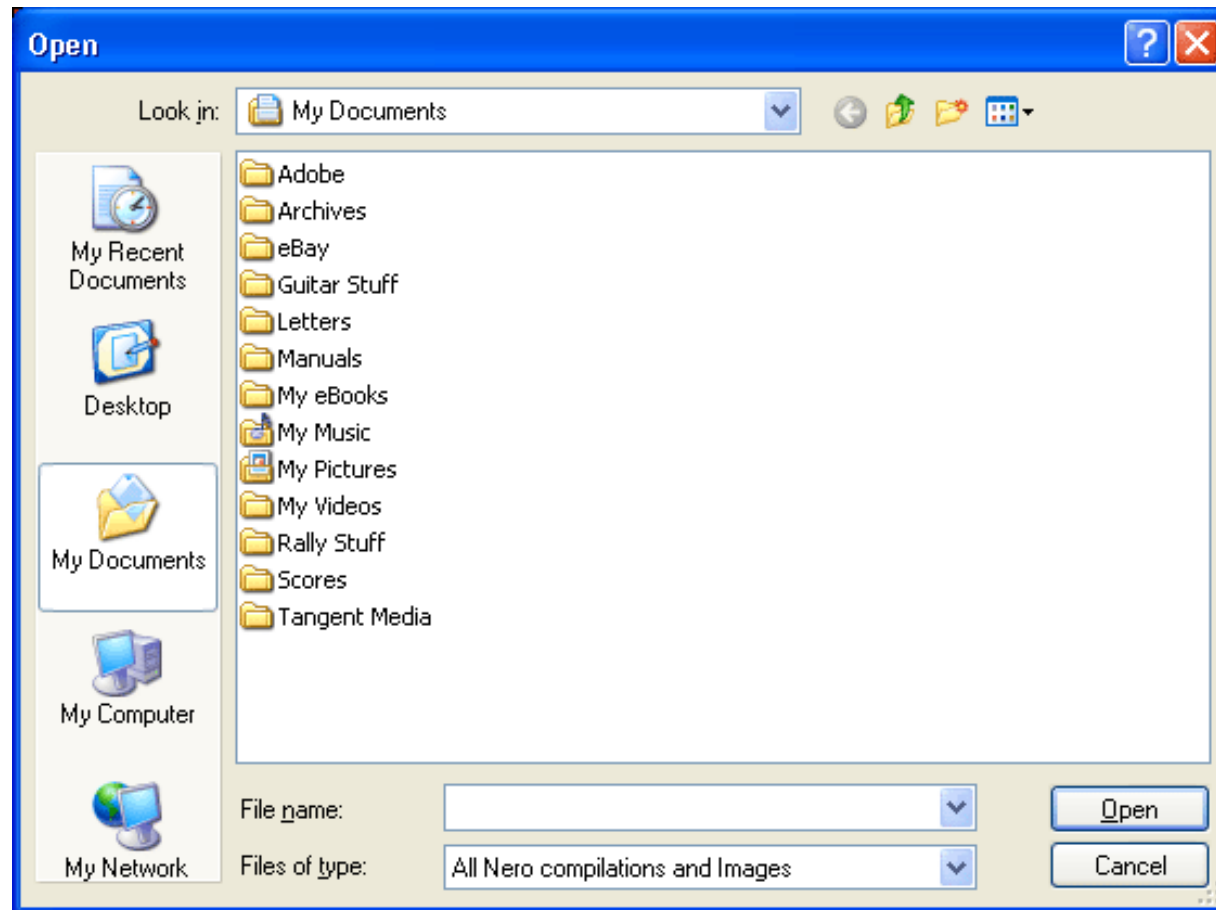 Open
Look in:
My Documents
My Recent
Documents
Desktop
My Documents
My Computer
My Network
Adobe
Archives
eBay
Guitar Stuff
Letters
Manuals
My eBooks
My Music
My Pictures
My Videos
Rally Stuff
Scores
Tangent Media
File name:
Open
Files of type:
All Nero compilations and Images
Cancel